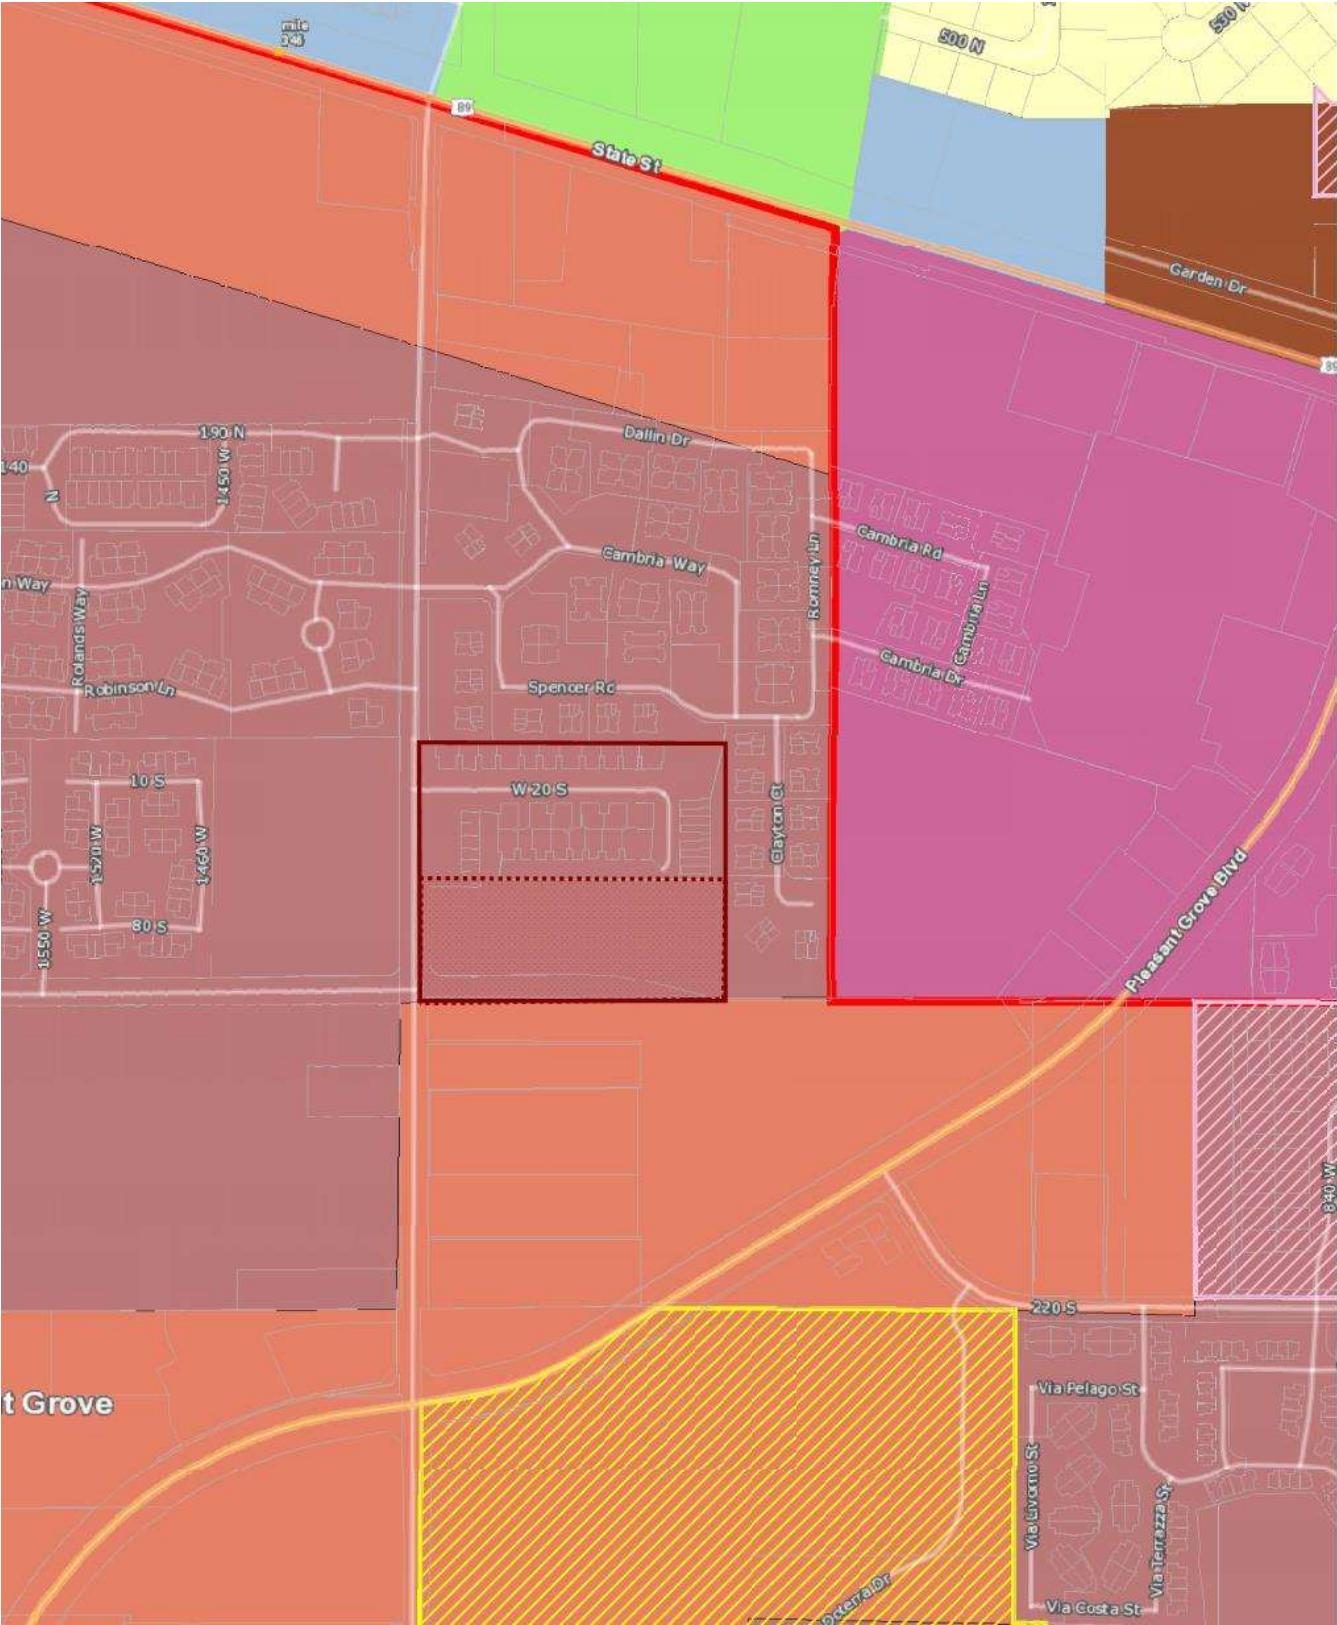 mile
346
500 N
530 N
89
State St
Garden Dr
89
190 N
Dallin Dr
1450 W
140
N
Cambria Rd
Cambria Way
n Way
Romney Ln
Cambria Ln
Rolands Way
Cambria Dr
Robinson Ln
Spencer Rd
10 S
W 20 S
Clayton Ct
1520 W
1460 W
Pleasant Grove Blvd
80 S
1550 W
840 W
220 S
Via Pelago St
t Grove
Via Livorno St
Via Terrazza St
Docterra Dr
Via Costa St